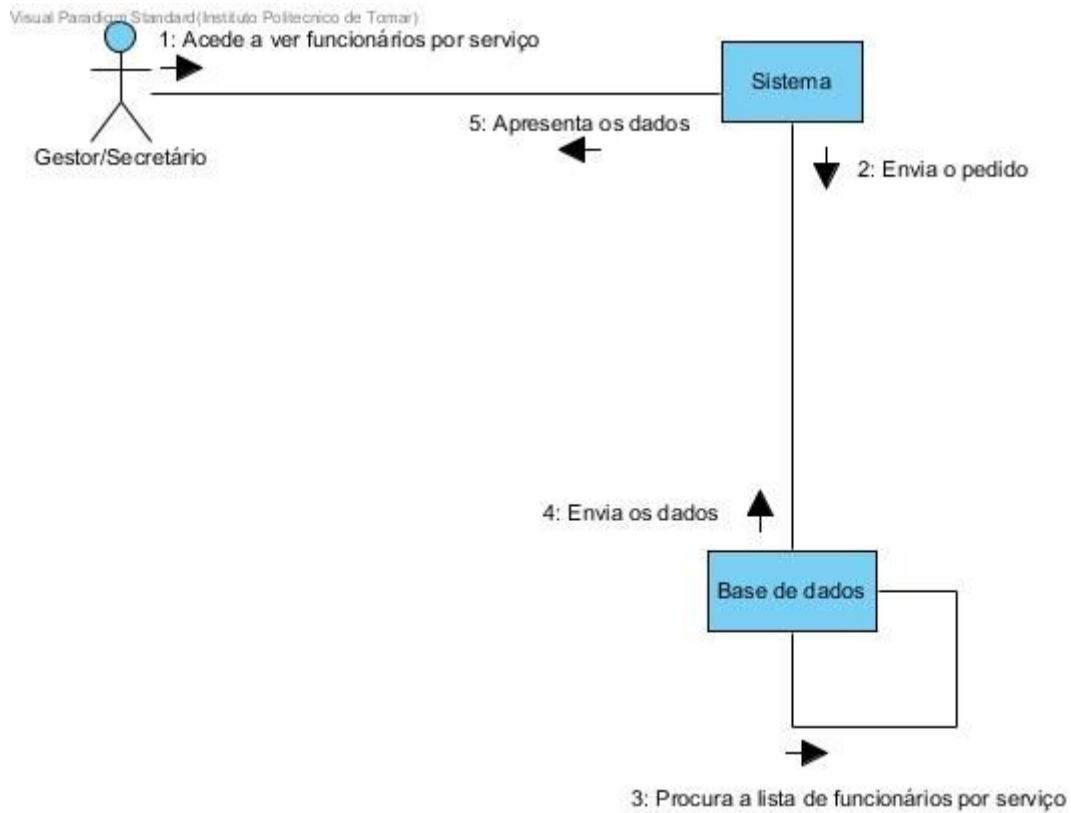 Visual Paradigm Standard(Instituto Politecnico de Tomar)
1: Acede a ver funcionários por serviço
Sistema
5: Apresenta os dados
Gestor/Secretário
2: Envia o pedido
4: Envia os dados
Base de dados
3: Procura a lista de funcionários por serviço